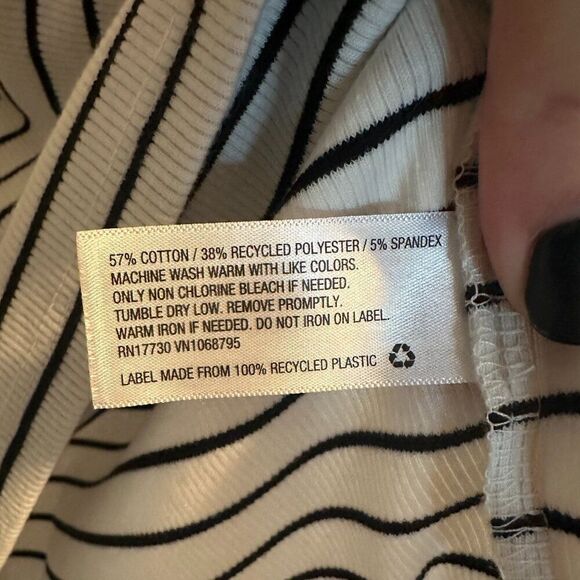 57% COTTON / 38% RECYCLED POLYESTER / 5% SPANDEX
MACHINE WASH WARM WITH LIKE COLORS.
ONLY NON CHLORINE BLEACH IF NEEDED.
TUMBLE DRY LOW. REMOVE PROMPTLY.
WARM IRON IF NEEDED. DO NOT IRON ON LABEL.
RN17730 VN1068795
LABEL MADE FROM 100% RECYCLED PLASTIC